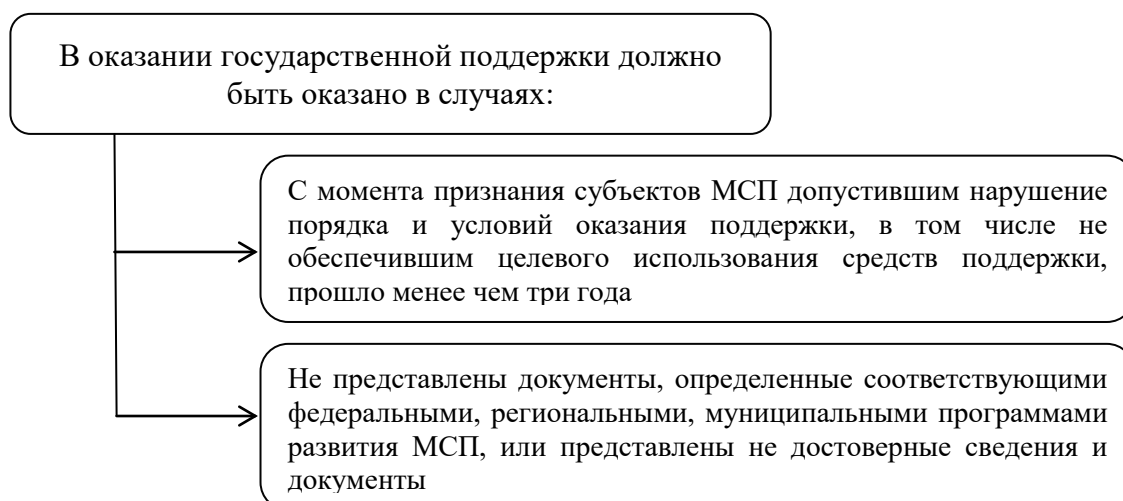 В оказании государственной поддержки должно
быть оказано в случаях:
С момента признания субъектов МСП допустившим нарушение
порядка и условий оказания поддержки, в том числе не
обеспечившим целевого использования средств поддержки,
прошло менее чем три года
Не представлены документы, определенные соответствующими
федеральными, региональными, муниципальными программами
развития МСП, или представлены не достоверные сведения и
документы